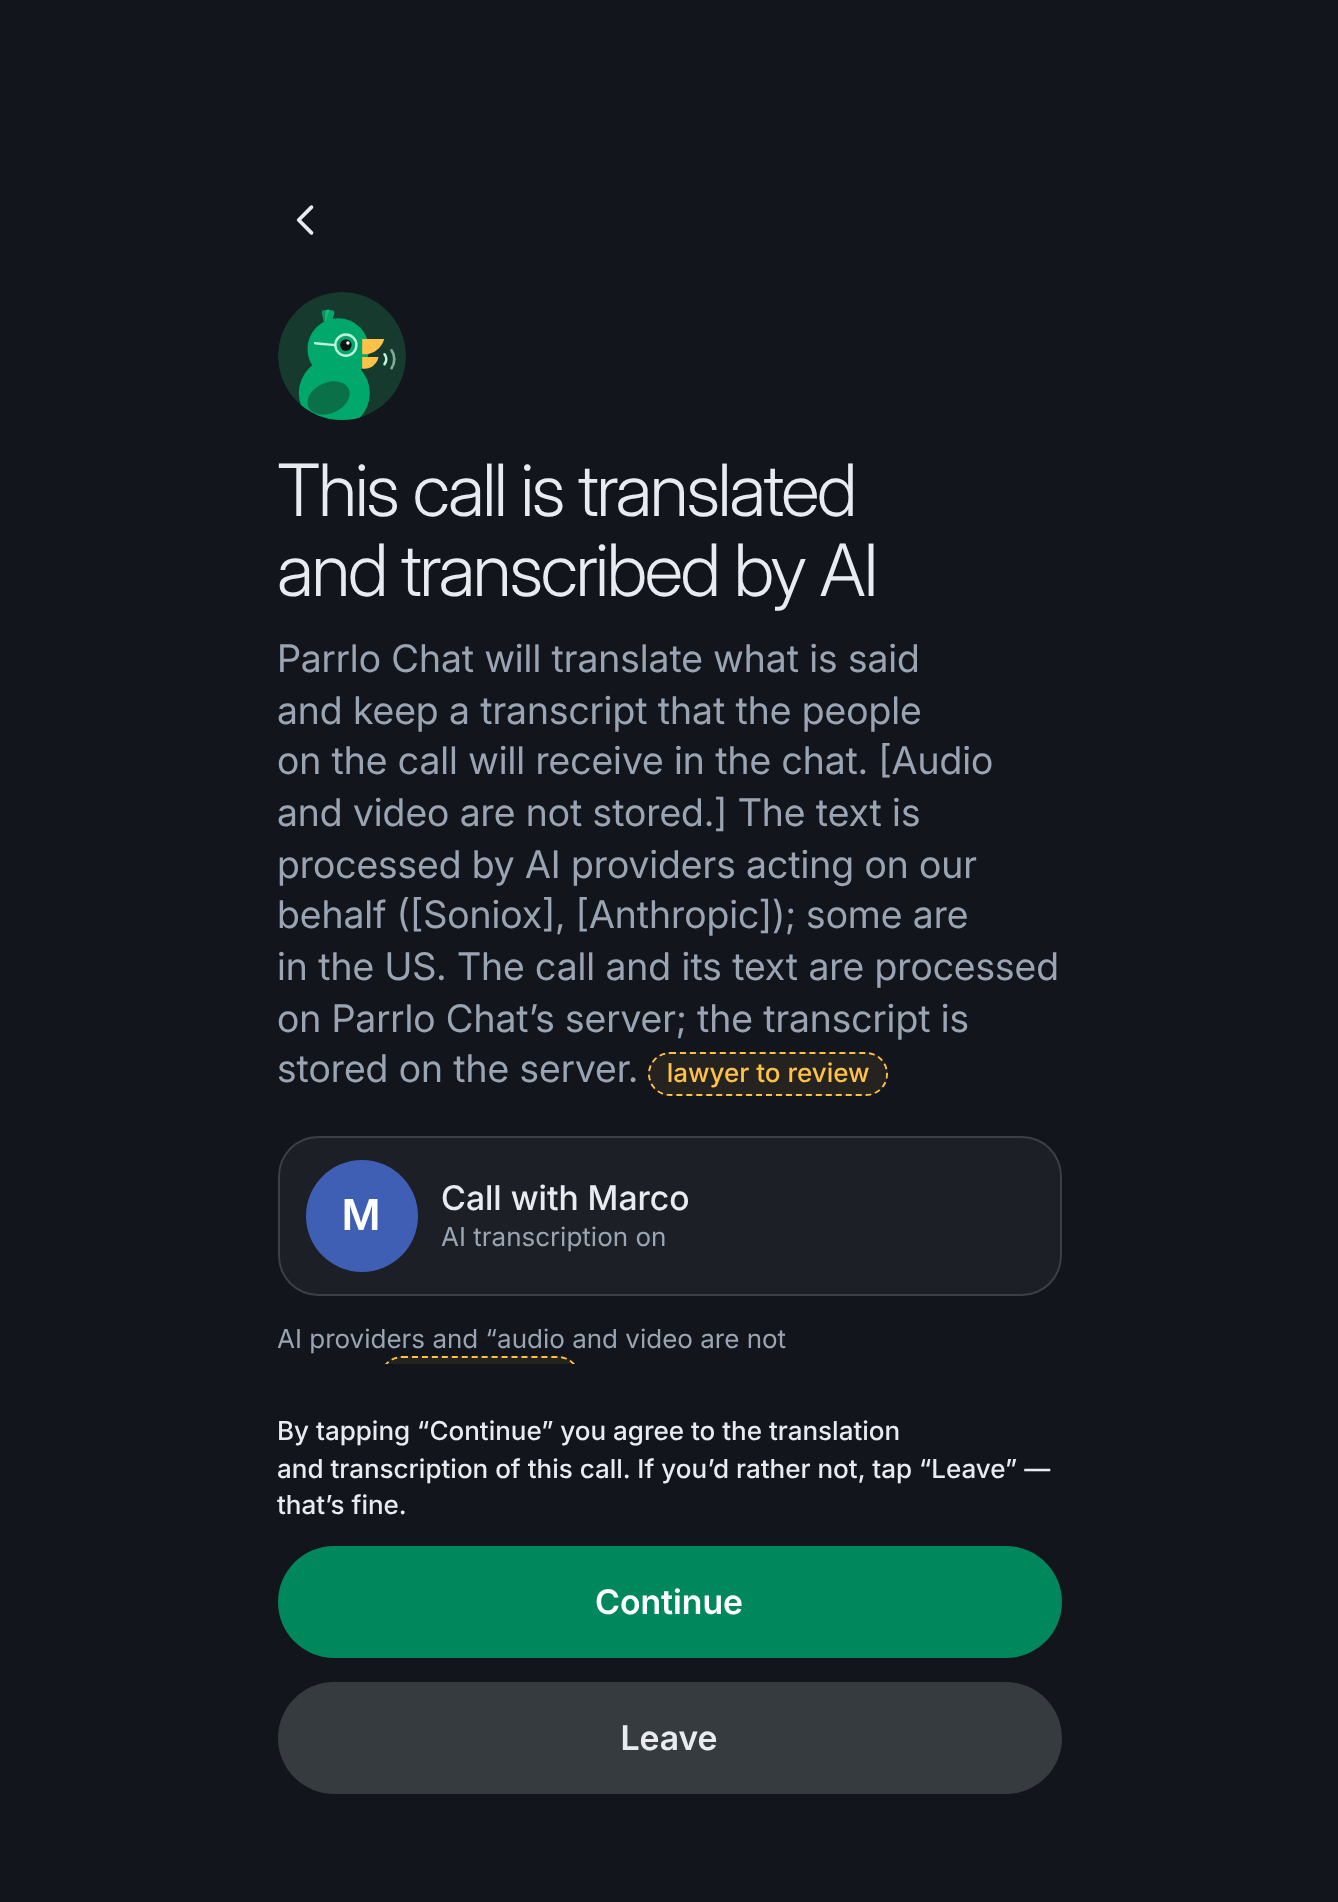 This call is translated
and transcribed by AI
Parrlo Chat will translate what is said
and keep a transcript that the people
on the call will receive in the chat. [Audio
and video are not stored.] The text is
processed by AI providers acting on our
behalf ([Soniox], [Anthropic]); some are
in the US. The call and its text are processed
on Parrlo Chat’s server; the transcript is
stored on the server. lawyer to review
M
Call with Marco
AI transcription on
AI providers and “audio and video are not
By tapping “Continue” you agree to the translation
and transcription of this call. If you’d rather not, tap “Leave” —
that’s fine.
Continue
Leave